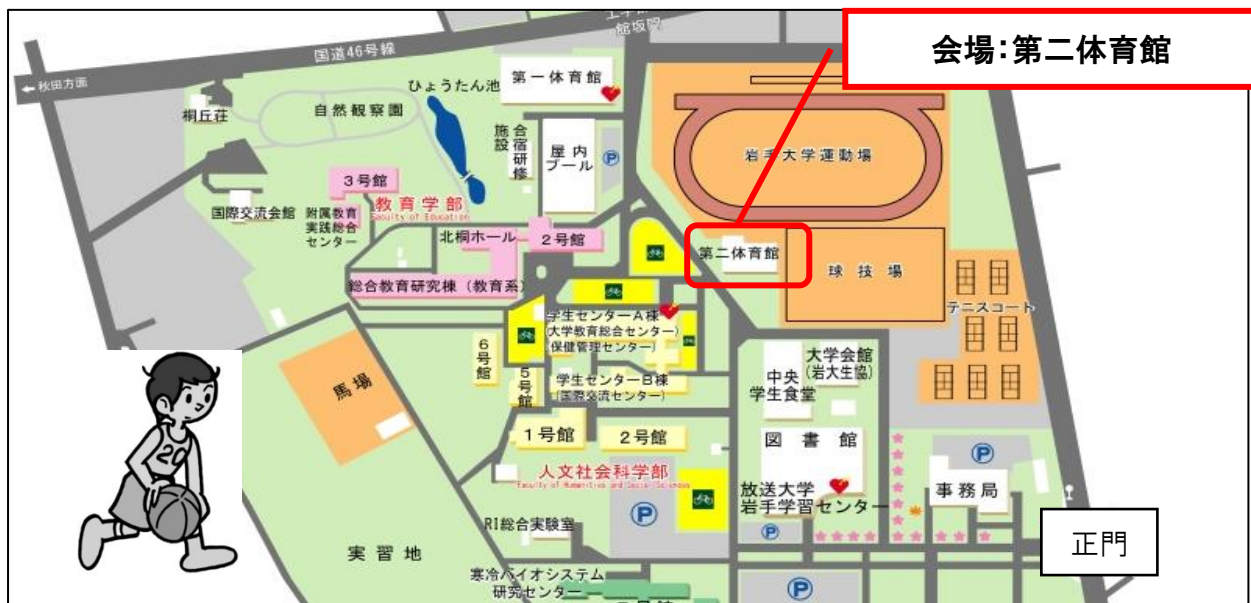 会場:第二体育館
館坂門
国道46号線
←秋田方面
第一体育館
ひょうたん池
桐丘荘
自然観察園
合宿研修
施設
屋内
プール
P
岩手大学運動場
3号館
教育学部
Faculty of Education
国際交流会館
附属教育
実践総合
センター
北桐ホール
2号館
第二体育館
球技場
総合教育研究棟（教育系）
テニスコート
学生センターA棟
(大学教育総合センター)
(保健管理センター)
6号館
5号館
学生センターB棟
(国際交流センター)
大学会館
(岩大生協)
中央
学生食堂
馬場
20
1号館
2号館
図書館
人文社会科学部
Faculty of Humanities and Social Sciences
P
P
放送大学
岩手学習センター
事務局
RI総合実験室
P
正門
実習地
寒冷バイオシステム
研究センター
P